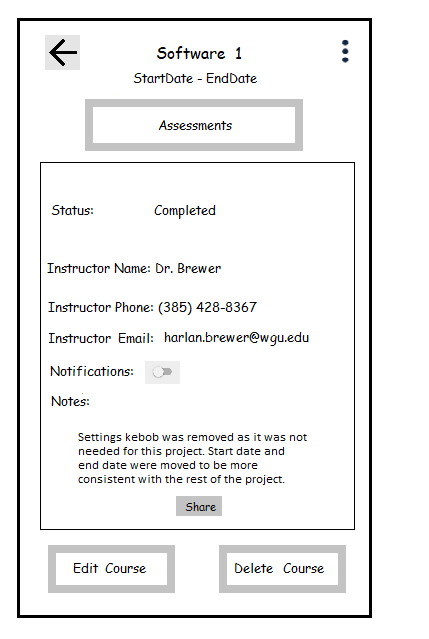 Software 1
StartDate - EndDate
Assessments
Status: Completed
Instructor Name: Dr. Brewer
Instructor Phone: (385) 428-8367
Instructor Email: harlan.brewer@wgu.edu
Notifications:
Notes:
Settings kebob was removed as it was not
needed for this project. Start date and
end date were moved to be more
consistent with the rest of the project.
Share
Edit Course Delete Course